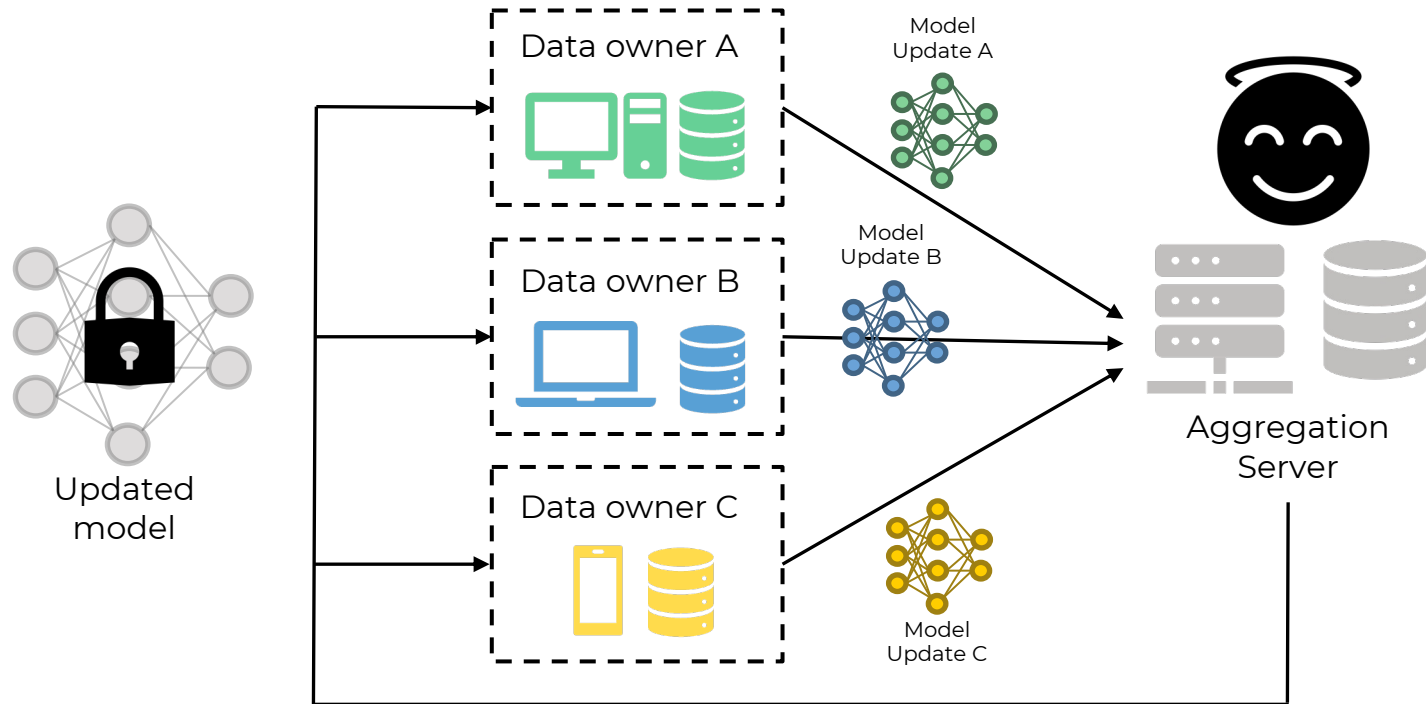 Data owner A
Model
Update A
Data owner B
Model
Update B
Updated
model
Aggregation
Server
Data owner C
Model
Update C